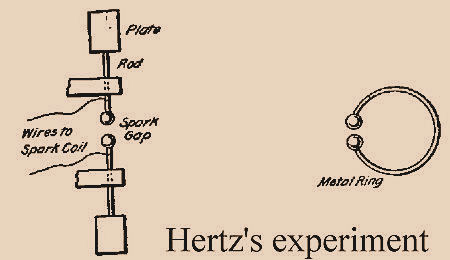 Plate
Rod
Spark
Gap
Wires to
Spark Coil
Metal Ring
Hertz's experiment